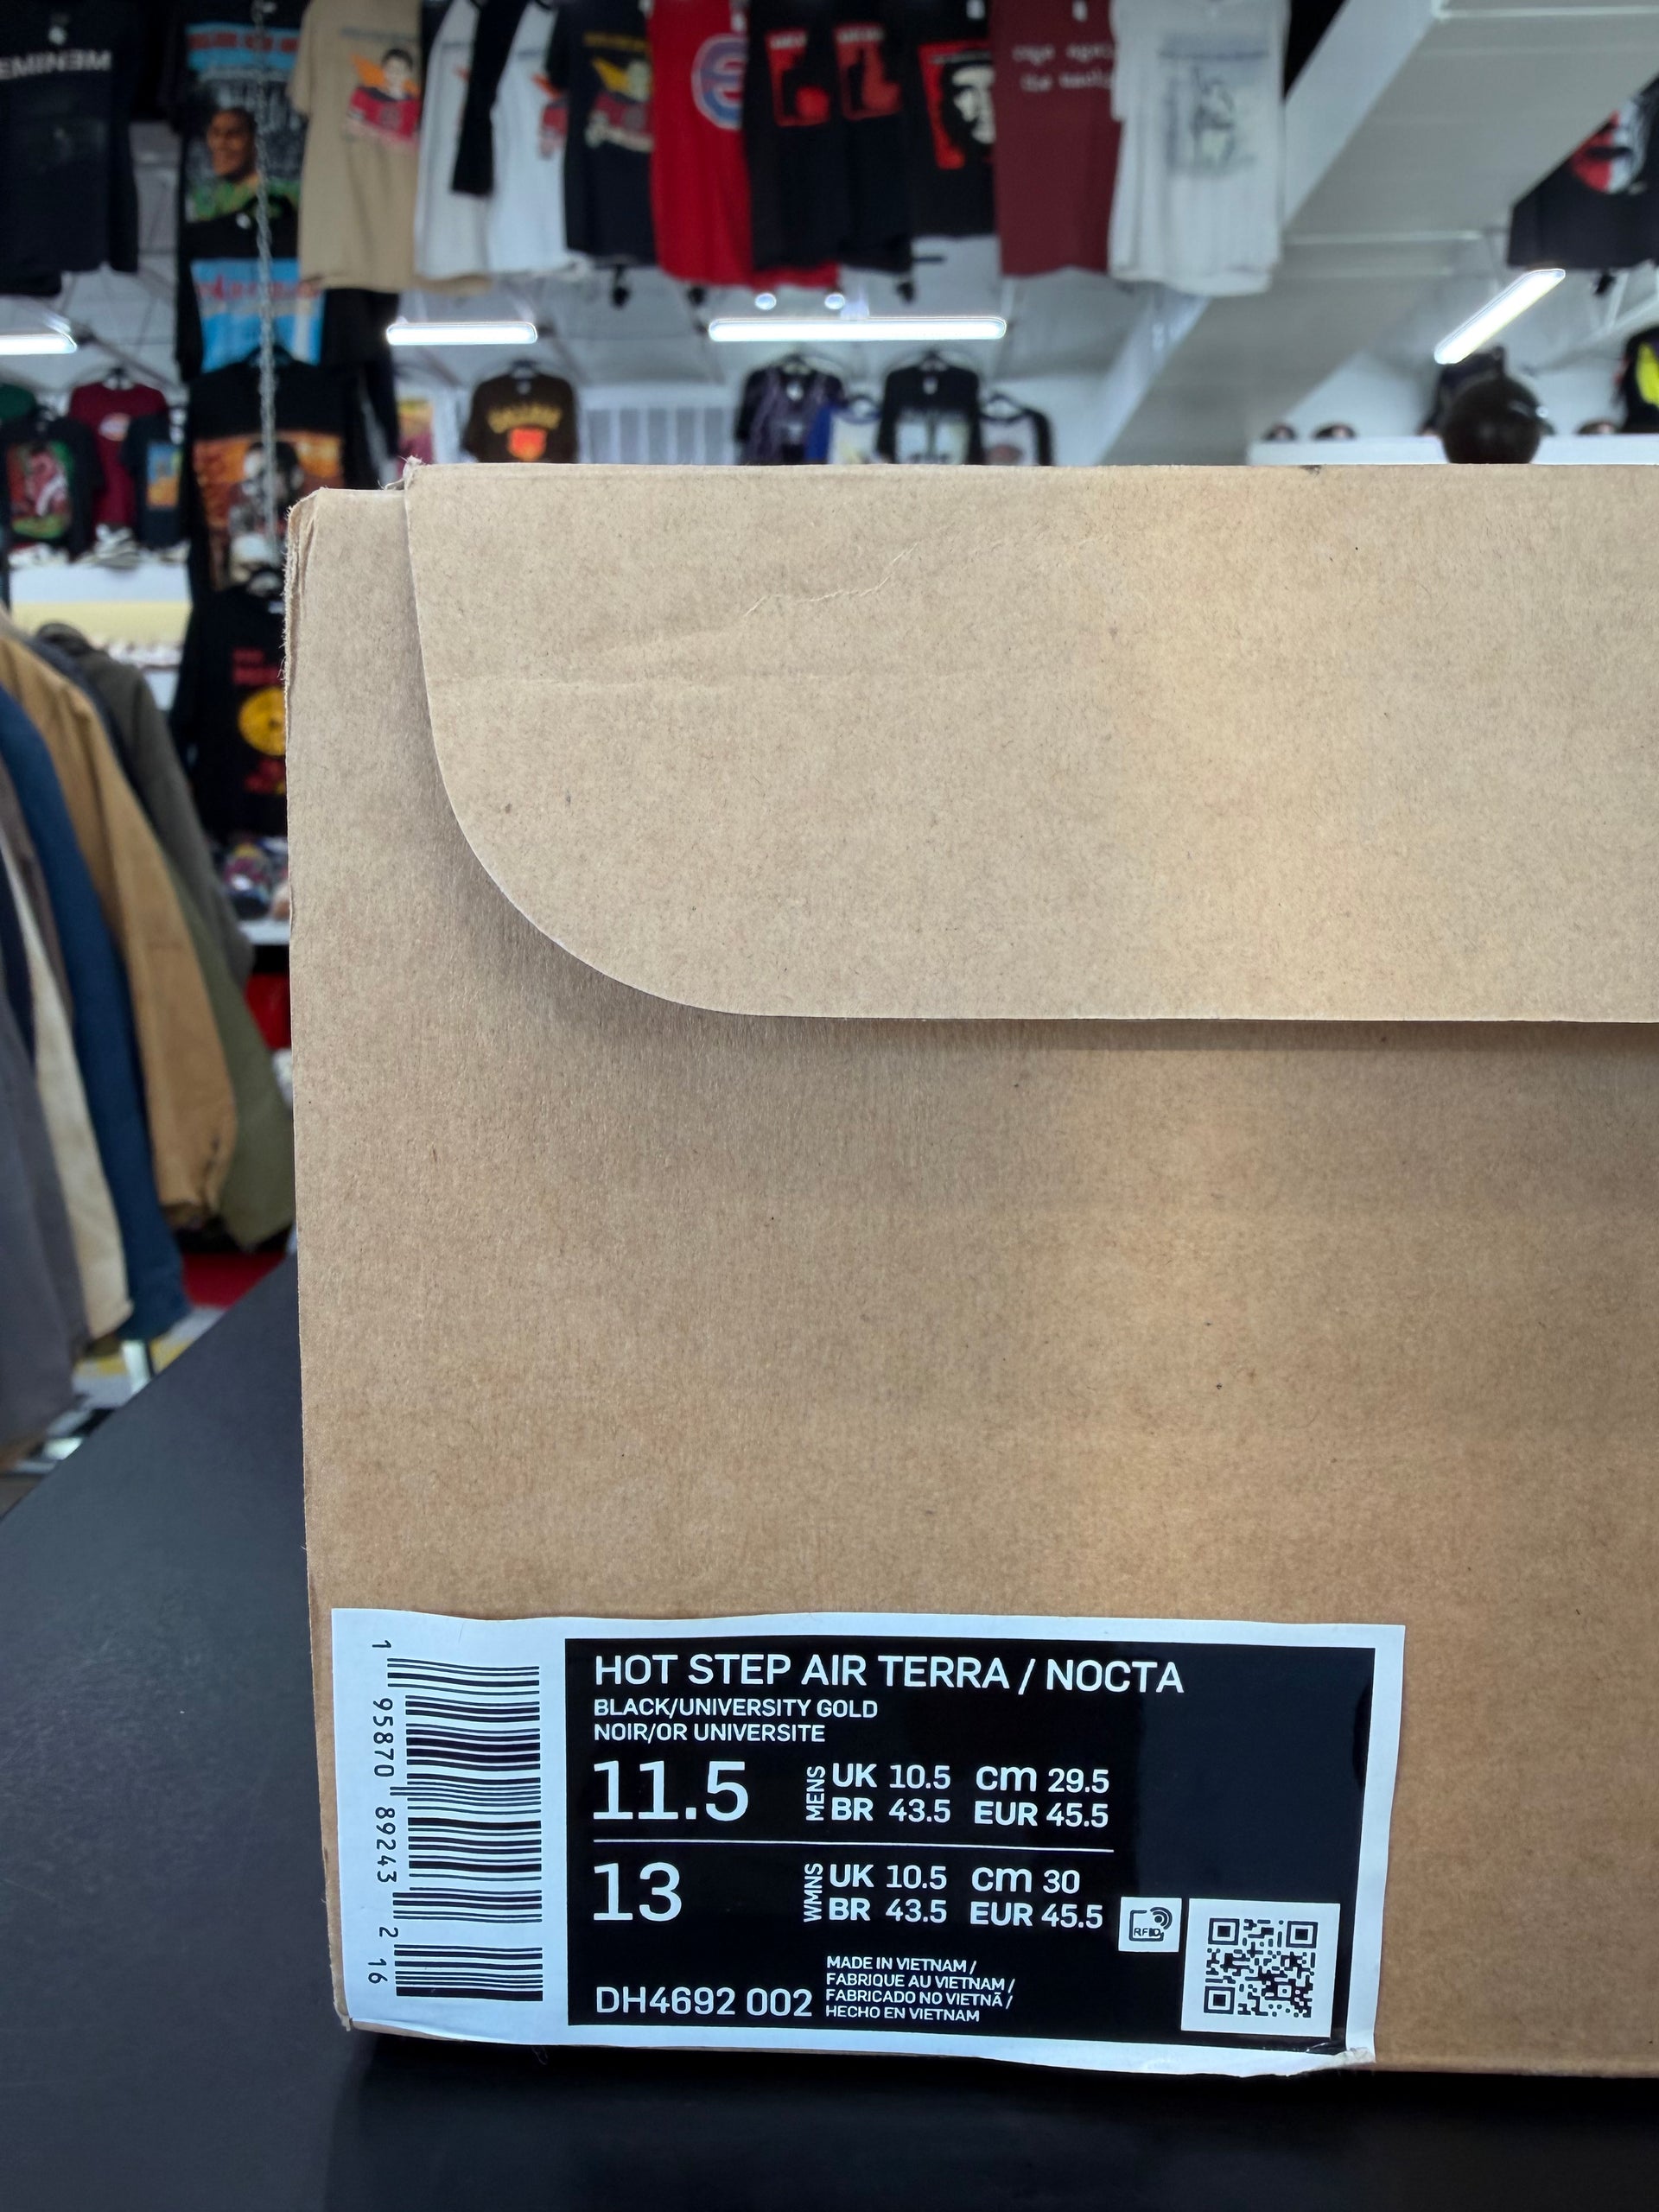 EMINEM
HOT STEP AIR TERRA / NOCTA
BLACK/UNIVERSITY GOLD
NOIR/OR UNIVERSITE
11.5 MENS UK 10.5 cm 29.5
BR 43.5 EUR 45.5
13 WMNS UK 10.5 cm 30
BR 43.5 EUR 45.5
RFID
DH4692 002
MADE IN VIETNAM /
FABRIQUE AU VIETNAM /
FABRICADO NO VIETNÃ /
HECHO EN VIETNAM
1 95870 89243 2 16